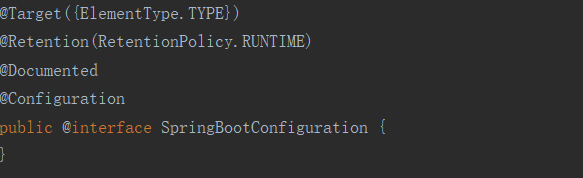 @Target({ElementType.TYPE})
@Retention(RetentionPolicy.RUNTIME)
@Documented
@Configuration
public @interface SpringBootConfiguration {
}